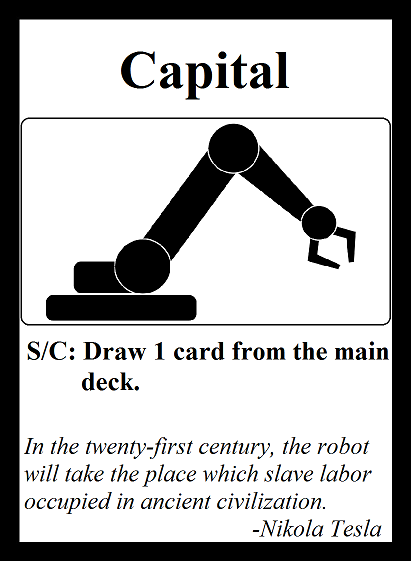 Capital
S/C: Draw 1 card from the main
deck.
In the twenty-first century, the robot
will take the place which slave labor
occupied in ancient civilization.
-Nikola Tesla